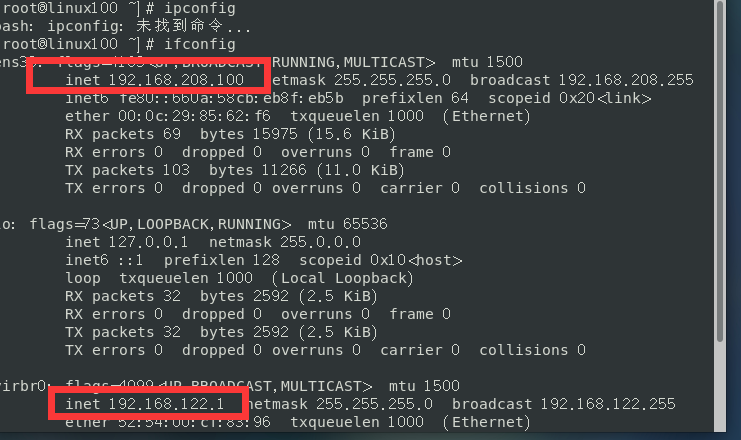 root@linux100 ~]# ipconfig
bash: ipconfig: 未找到命令...
root@linux100 ~]# ifconfig
flags= BROADCAST,RUNNING,MULTICAST> mtu 1500
inet 192.168.208.100 netmask 255.255.255.0 broadcast 192.168.208.255
inet6 fe80::660a:58cb:eb8f:eb5b prefixlen 64 scopeid 0x20<link>
ether 00:0c:29:85:62:f6 txqueuelen 1000 (Ethernet)
RX packets 69 bytes 15975 (15.6 KiB)
RX errors 0 dropped 0 overruns 0 frame 0
TX packets 103 bytes 11266 (11.0 KiB)
TX errors 0 dropped 0 overruns 0 carrier 0 collisions 0
lo: flags=73<UP,LOOPBACK,RUNNING> mtu 65536
inet 127.0.0.1 netmask 255.0.0.0
inet6 ::1 prefixlen 128 scopeid 0x10<host>
loop txqueuelen 1000 (Local Loopback)
RX packets 32 bytes 2592 (2.5 KiB)
RX errors 0 dropped 0 overruns 0 frame 0
TX packets 32 bytes 2592 (2.5 KiB)
TX errors 0 dropped 0 overruns 0 carrier 0 collisions 0
virbr0: flags=4099<UP,BROADCAST,MULTICAST> mtu 1500
inet 192.168.122.1 netmask 255.255.255.0 broadcast 192.168.122.255
ether 52:54:00:cf:83:96 txqueuelen 1000 (Ethernet)